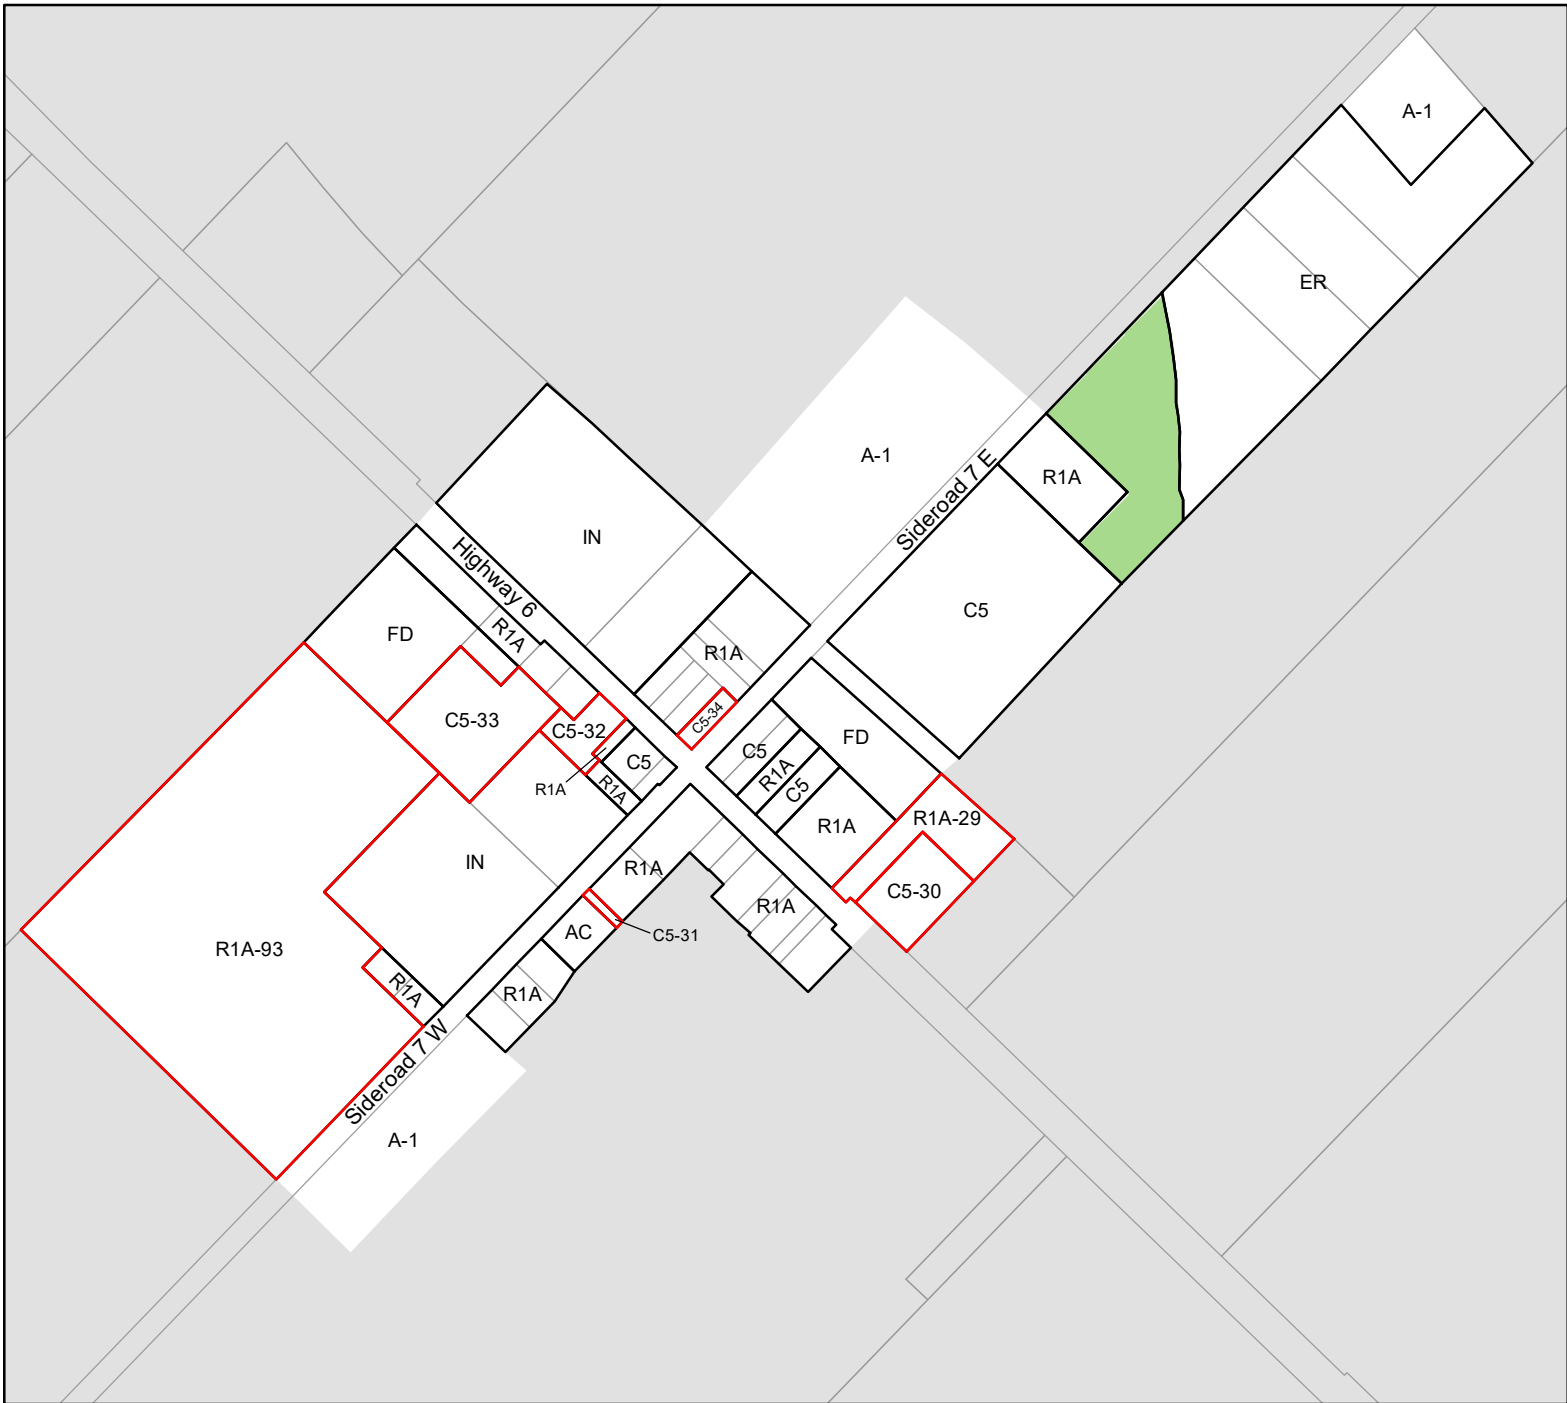 A-1
ER
A-1
Sideroad 7 E
R1A
IN
Highway 6
C5
FD
R1A
R1A
C5-33
C5-32
C5-34
C5
FD
C5
R1A
R1A
R1A
C5
R1A
R1A-29
IN
R1A
C5-30
R1A
AC
C5-31
R1A-93
R1A
R1A
Sideroad 7 W
A-1